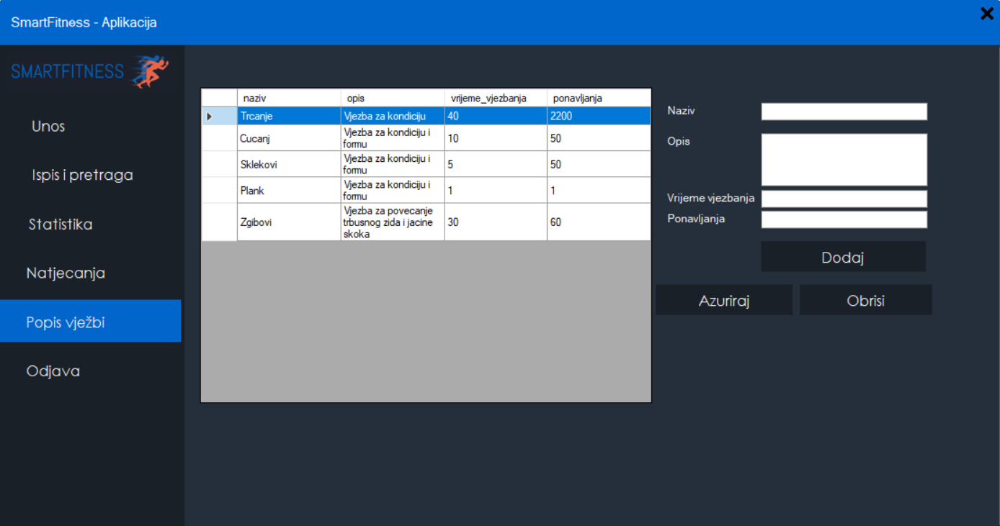 SmartFitness - Aplikacija
SMARTFITNESS
Unos
Ispis i pretraga
Statistika
Natjecanja
Popis vježbi
Odjava
naziv opis vrijeme_vjezbanja ponavljanja
Trcanje Vjezba za kondiciju 40 2200
Cucanj Vjezba za kondiciju i
formu 10 50
Sklekovi Vjezba za kondiciju i
formu 5 50
Plank Vjezba za kondiciju i
formu 1 1
Zgibovi Vjezba za povecanje
trbusnog zida i jacine
skoka 30 60
Naziv
Opis
Vrijeme vjezbanja
Ponavljanja
Dodaj
Azuriraj Obrisi